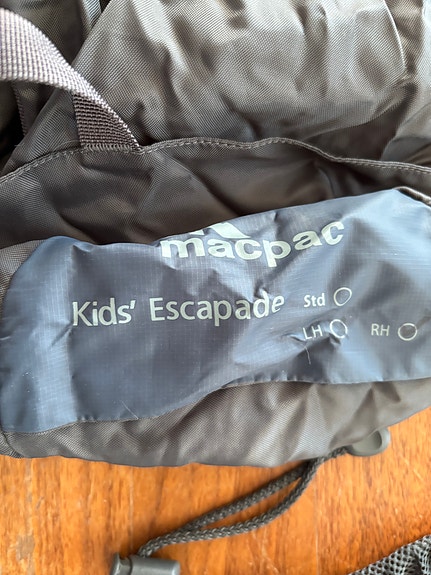 macpac
Kids' Escapade Std
LH RH